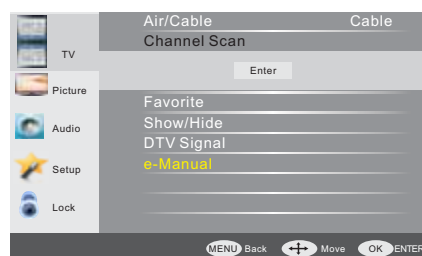 TV
Picture
Audio
Setup
Lock
Air/Cable Cable
Channel Scan
Enter
Favorite
Show/Hide
DTV Signal
e-Manual
MENU Back Move OK ENTER